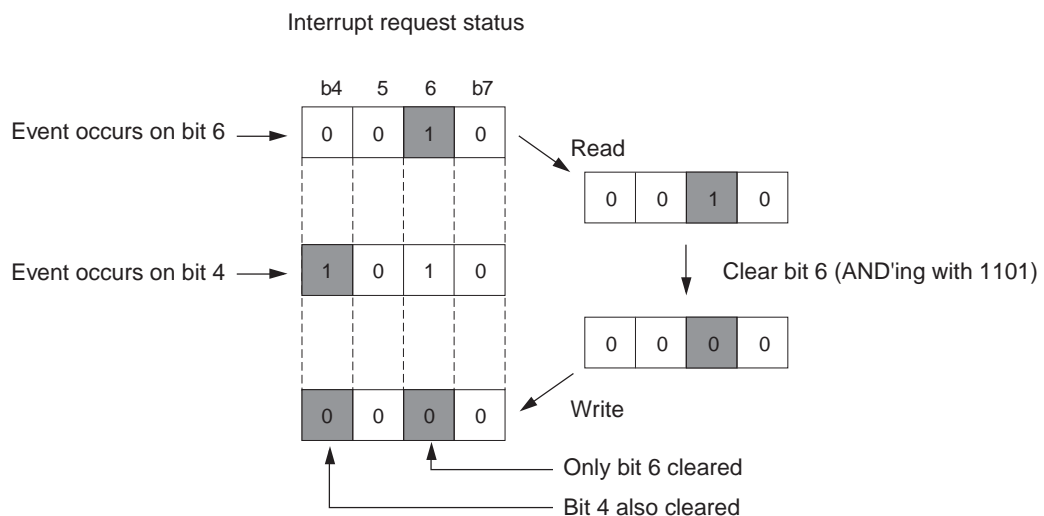 Interrupt request status
b4 5 6 b7
Event occurs on bit 6
0 0 1 0
Read
0 0 1 0
Event occurs on bit 4
1 0 1 0
Clear bit 6 (AND'ing with 1101)
0 0 0 0
Write
0 0 0 0
Only bit 6 cleared
Bit 4 also cleared